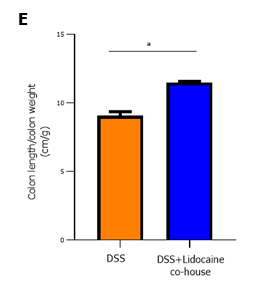 E
15
a
10
5
0
Colon length/colon weight
(cm/g)
DSS
DSS+Lidocaine
co-house